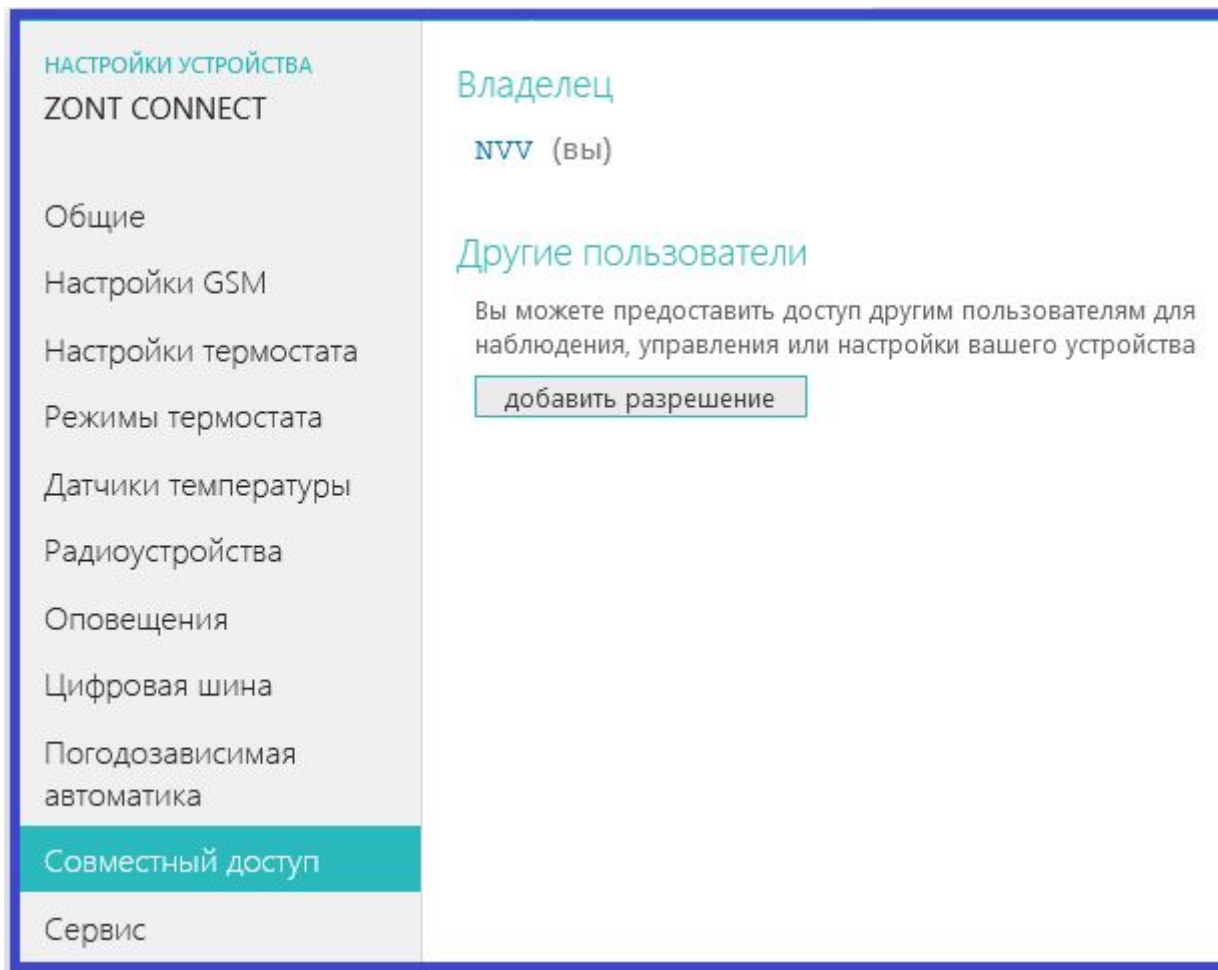 НАСТРОЙКИ УСТРОЙСТВА
ZONT CONNECT
Общие
Настройки GSM
Настройки термостата
Режимы термостата
Датчики температуры
Радиоустройства
Оповещения
Цифровая шина
Погодозависимая
автоматика
Совместный доступ
Сервис
Владелец
NVV (вы)
Другие пользователи
Вы можете предоставить доступ другим пользователям для
наблюдения, управления или настройки вашего устройства
добавить разрешение